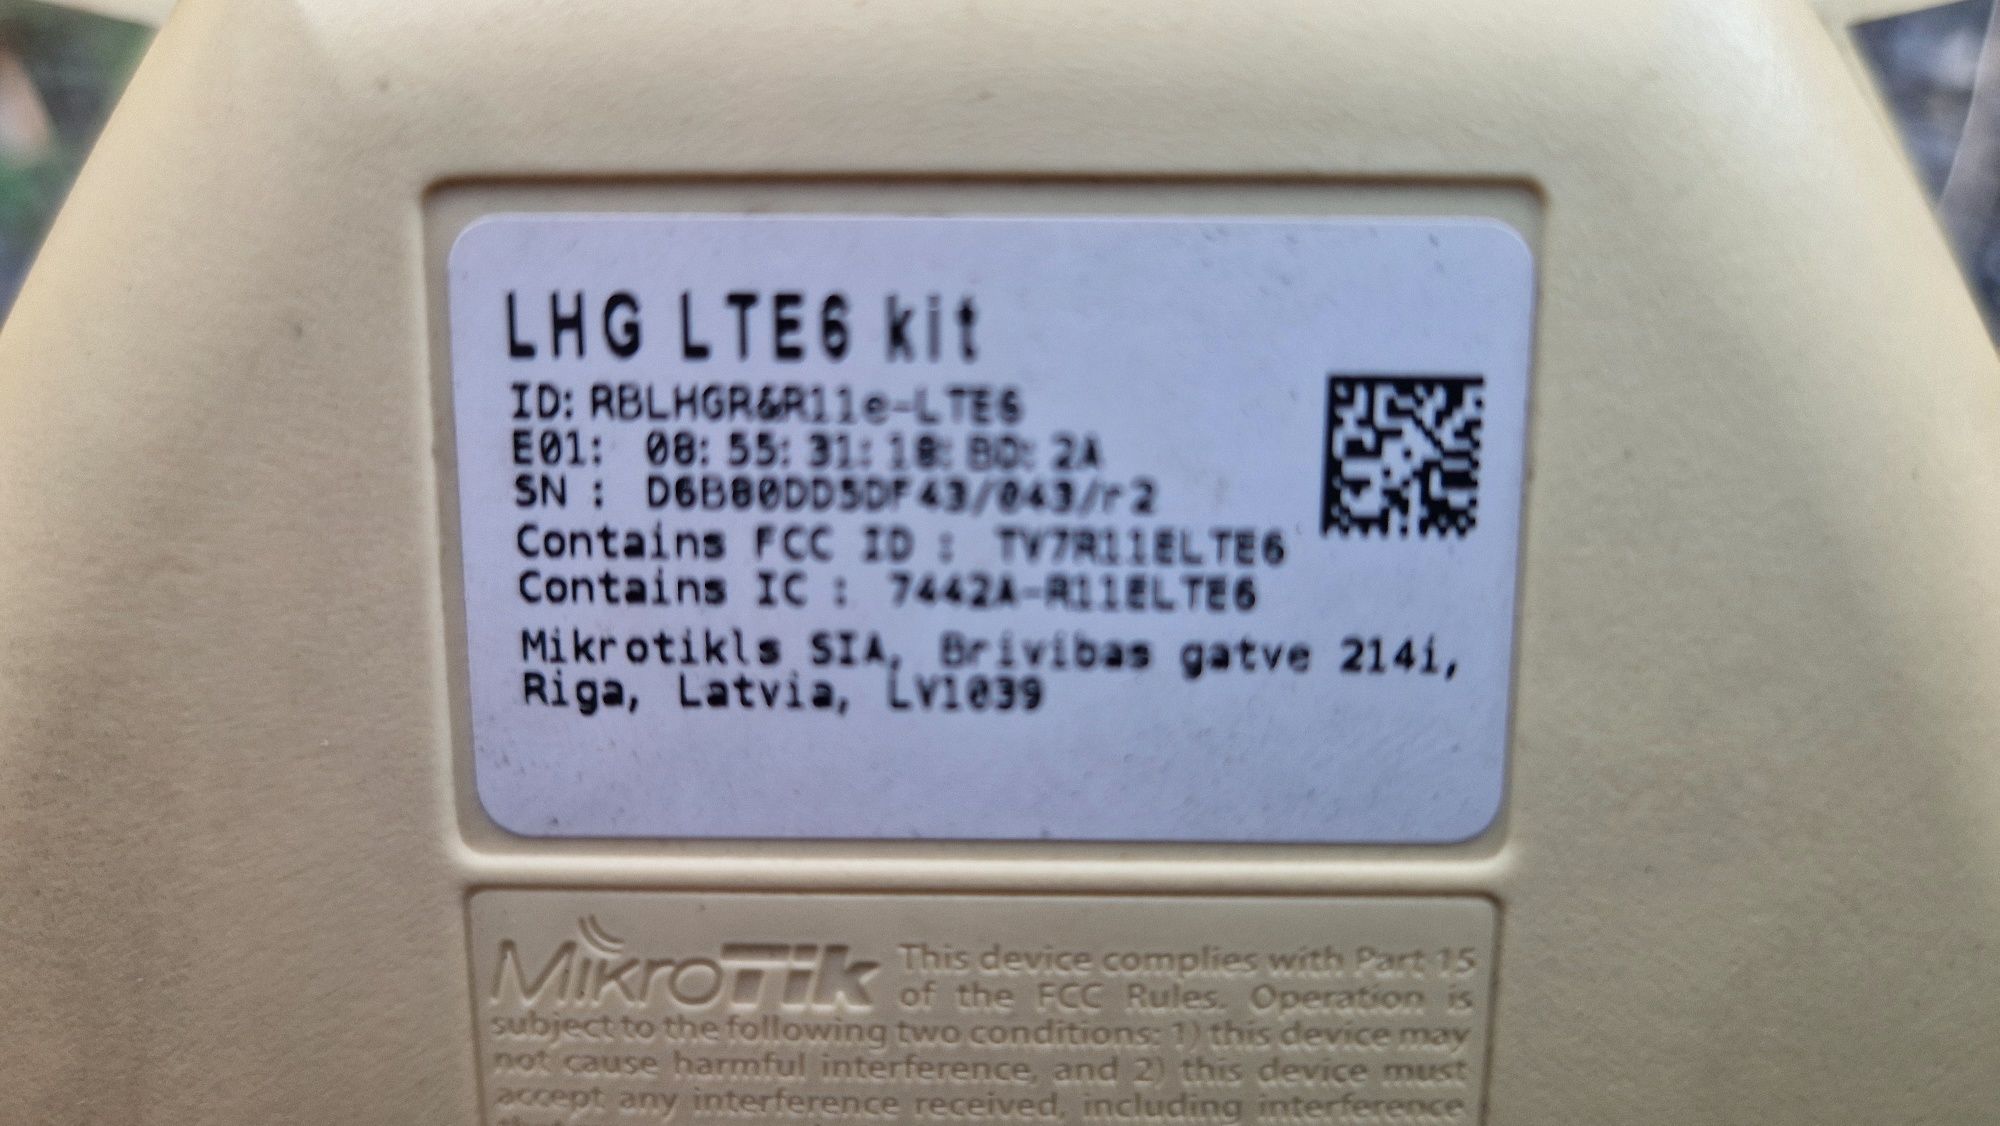 LHG LTE6 kit
ID: RBLHGR&R11e-LTE6
E01: 08:55:31:18:BD:2A
SN : D6B80DD5DF43/043/r2
Contains FCC ID : TV7R11ELTE6
Contains IC : 7442A-R11ELTE6
Mikrotikls SIA, Brivibas gatve 214i,
Riga, Latvia, LV1039
MikroTik
This device complies with Part 15
of the FCC Rules. Operation is
subject to the following two conditions: 1) this device may
not cause harmful interference, and 2) this device must
accept any interference received, including interference